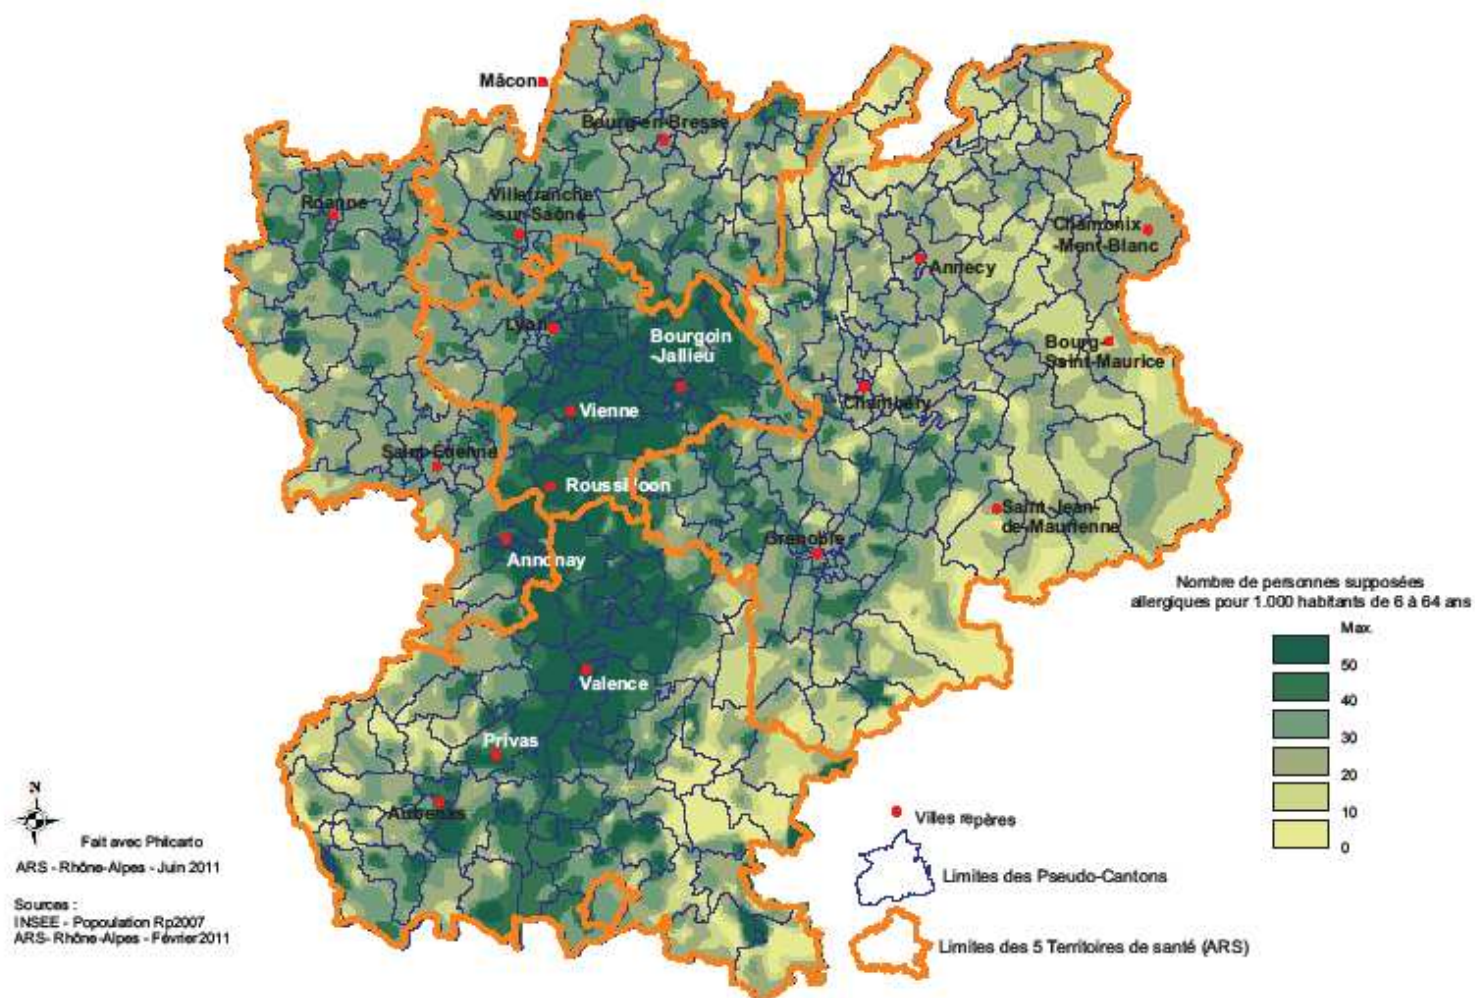 Mâcon
Bourg-en-Bresse
Roanne
Villefranche
-sur-Saône
Chamonix
-Mont-Blanc
Annecy
Lyon
Bourgoin
-Jallieu
Bourg-
Saint-Maurice
Chambéry
Vienne
Saint-Etienne
Roussilloon
Saint-Jean-
de-Maurienne
Grenoble
Annonay
Valence
Privas
Aubenas
Nombre de personnes supposées
allergiques pour 1.000 habitants de 6 à 64 ans
Max.
50
40
30
20
10
0
Villes repères
Limites des Pseudo-Cantons
Limites des 5 Territoires de santé (ARS)
N
Fait avec Philcarto
ARS - Rhône-Alpes - Juin 2011
Sources :
INSEE - Popoulation Rp2007
ARS- Rhône-Alpes - Février 2011